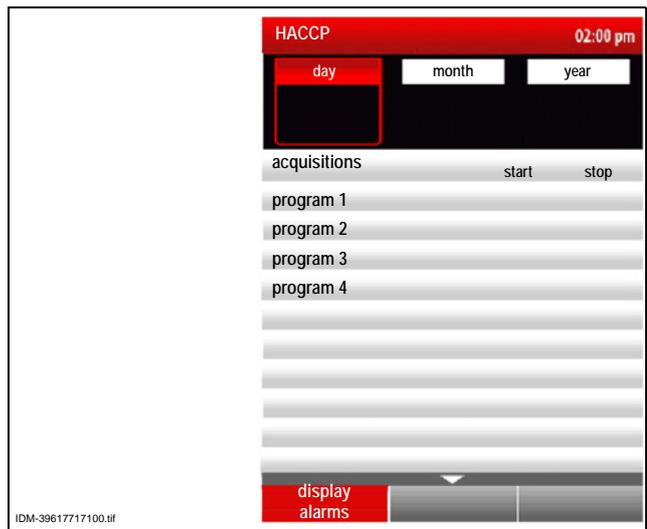 HACCP 02:00 pm
day month year
acquisitions start stop
program 1
program 2
program 3
program 4
display
alarms
IDM-39617717100.tif